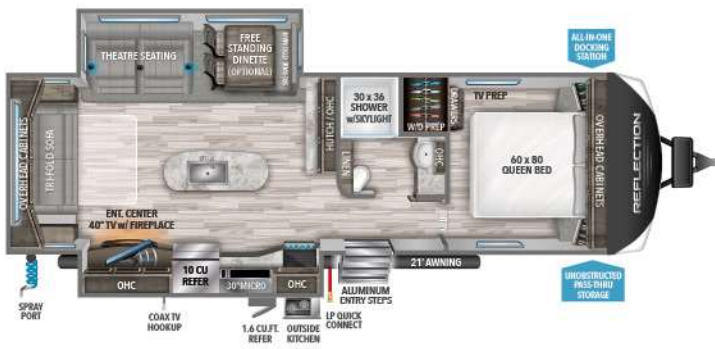 ALL-IN-ONE
DOCKING
STATION
THEATRE SEATING
FREE
STANDING
DINETTE
(OPTIONAL)
30 x 36
SHOWER
w/SKYLIGHT
HUTCH / OHC
W/D PREP
DRAWERS
TV PREP
OVERHEAD CABINETS
TRI-FOLD SOFA
LINEN
OHC
60 x 80
QUEEN BED
OVERHEAD CABINETS
REFLECTION
ENT. CENTER
40" TV w/ FIREPLACE
OHC
10 CU
REFER
30" MICRO
OHC
21' AWNING
SPRAY
PORT
COAX TV
HOOKUP
1.6 CU.FT.
REFER
OUTSIDE
KITCHEN
LP QUICK
CONNECT
ALUMINUM
ENTRY STEPS
UNOBSTRUCTED
PASS-THRU
STORAGE